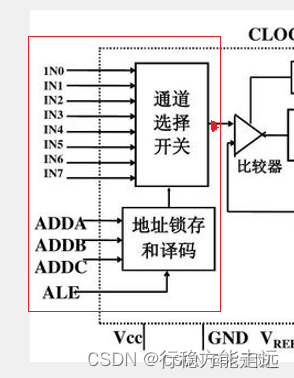 CLOC
IN0
IN1
IN2
IN3
IN4
IN5
IN6
IN7
通道
选择
开关
比较器
ADDA
ADDB
ADDC
ALE
地址锁存
和译码
Vcc
GND
VREF
CSDN @行稳方能走远